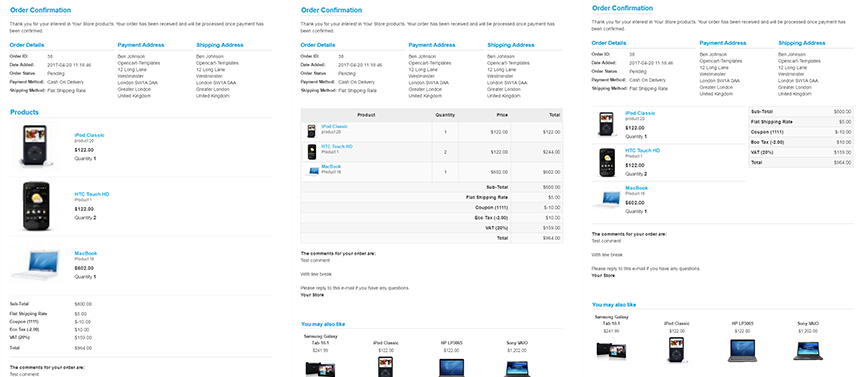 Order Confirmation
Thank you for your interest in Your Store products. Your order has been received and will be processed once payment has
been confirmed.
Order Details Payment Address Shipping Address
Order ID: 38 Ben Johnson Ben Johnson
Date Added: 2017-04-20 11:18:46 Opencart-Templates Opencart-Templates
Order Status Pending 12 Long Lane 12 Long Lane
Payment Method: Cash On Delivery Westminster Westminster
Shipping Method: Flat Shipping Rate London SW1A 0AA London SW1A 0AA
Greater London Greater London
United Kingdom United Kingdom
Products
iPod Classic
product 20
$122.00
Quantity 1
HTC Touch HD
Product 1
$122.00
Quantity 2
MacBook
Product 16
$602.00
Quantity 1
Sub-Total $600.00
Flat Shipping Rate $5.00
Coupon (1111) $-10.00
Eco Tax (-2.00) $10.00
VAT (20%) $159.00
Total $964.00
The comments for your order are:
Test comment
Order Confirmation
Thank you for your interest in Your Store products. Your order has been received and will be processed once payment has
been confirmed.
Order Details Payment Address Shipping Address
Order ID: 38 Ben Johnson Ben Johnson
Date Added: 2017-04-20 11:18:46 Opencart-Templates Opencart-Templates
Order Status Pending 12 Long Lane 12 Long Lane
Payment Method: Cash On Delivery Westminster Westminster
Shipping Method: Flat Shipping Rate London SW1A 0AA London SW1A 0AA
Greater London Greater London
United Kingdom United Kingdom
Product Quantity Price Total
iPod Classic
product 20 1 $122.00 $122.00
HTC Touch HD
Product 1 2 $122.00 $244.00
MacBook
Product 16 1 $602.00 $602.00
Sub-Total $600.00
Flat Shipping Rate $5.00
Coupon (1111) $-10.00
Eco Tax (-2.00) $10.00
VAT (20%) $159.00
Total $964.00
The comments for your order are:
Test comment
With line break
Please reply to this e-mail if you have any questions.
Your Store
You may also like
Samsung Galaxy
Tab 10.1 iPod Classic HP LP3065 Sony VAIO
$241.99 $122.00 $122.00 $1,202.00
Order Confirmation
Thank you for your interest in Your Store products. Your order has been received and will be processed once payment has
been confirmed.
Order Details Payment Address Shipping Address
Order ID: 38 Ben Johnson Ben Johnson
Date Added: 2017-04-20 11:18:46 Opencart-Templates Opencart-Templates
Order Status Pending 12 Long Lane 12 Long Lane
Payment Method: Cash On Delivery Westminster Westminster
Shipping Method: Flat Shipping Rate London SW1A 0AA London SW1A 0AA
Greater London Greater London
United Kingdom United Kingdom
iPod Classic
product 20
$122.00
Quantity 1
HTC Touch HD
Product 1
$122.00
Quantity 2
MacBook
Product 16
$602.00
Quantity 1
Sub-Total $600.00
Flat Shipping Rate $5.00
Coupon (1111) $-10.00
Eco Tax (-2.00) $10.00
VAT (20%) $159.00
Total $964.00
The comments for your order are:
Test comment
With line break
Please reply to this e-mail if you have any questions.
Your Store
You may also like
Samsung Galaxy
Tab 10.1 iPod Classic HP LP3065 Sony VAIO
$241.99 $122.00 $122.00 $1,202.00